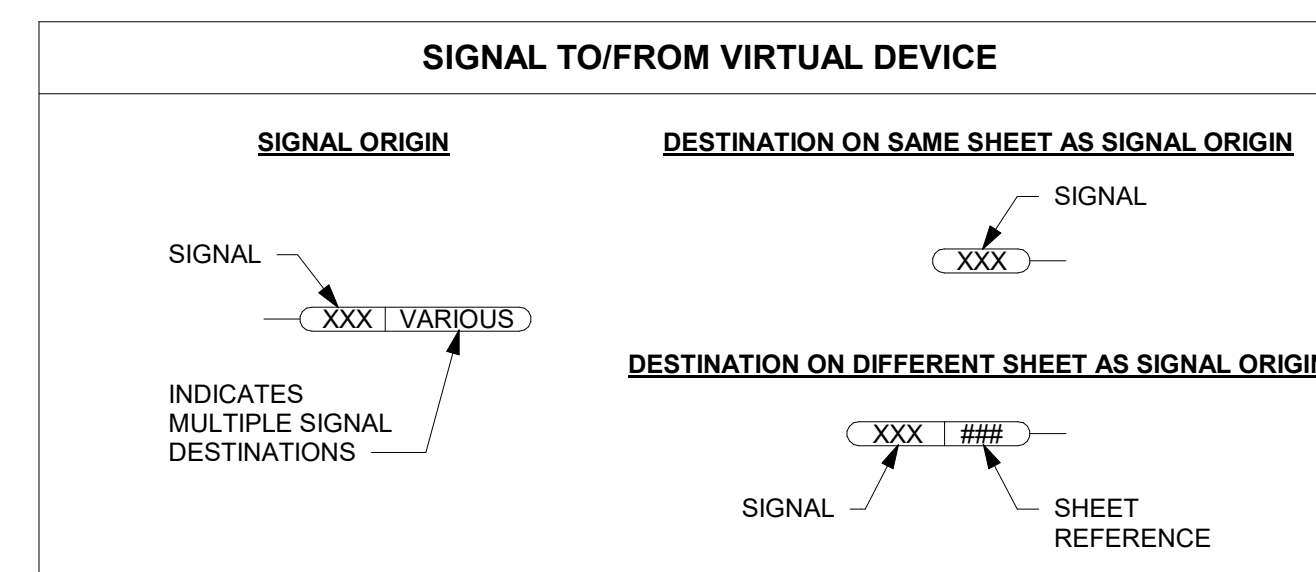 SIGNAL TO/FROM VIRTUAL DEVICE
SIGNAL ORIGIN
SIGNAL
XXX VARIOUS
INDICATES
MULTIPLE SIGNAL
DESTINATIONS
DESTINATION ON SAME SHEET AS SIGNAL ORIGIN
SIGNAL
XXX
DESTINATION ON DIFFERENT SHEET AS SIGNAL ORIGIN
XXX ###
SIGNAL
SHEET
REFERENCE